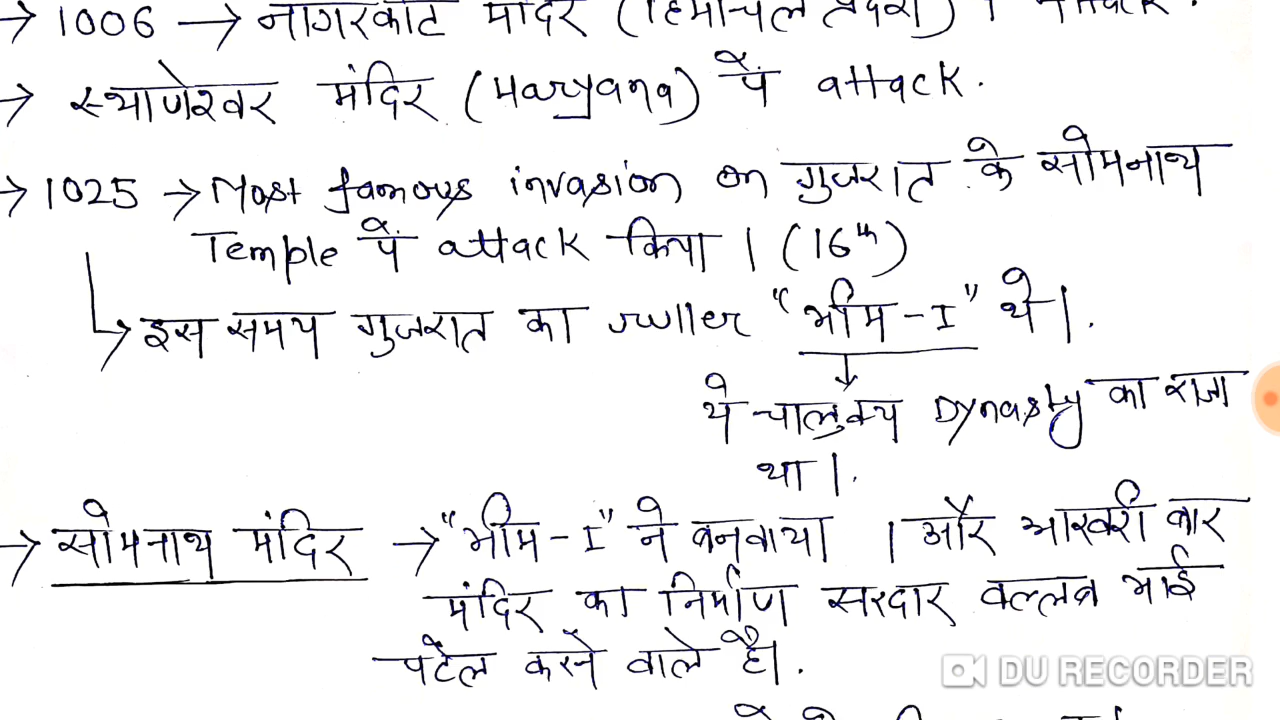 → 1006 → नागरकोट मंदिर (हिमाचल प्रदेश) । attack.
→ स्थाणेश्वर मंदिर (Haryana) पें attack.
→ 1025 → Most famous invasion on गुजरात के सोमनाथ
Temple पें attack किया । (16th)
→ इस समय गुजरात का ruller "भीम-I" थे ।.
↓
ये चालुक्य Dynasty का राजा
था ।.
→ सोमनाथ मंदिर → "भीम-I" ने बनवाया । और आखरी बार
मंदिर का निर्माण सरदार वल्लब भाई
पटेल करने वाले है।.
DU RECORDER